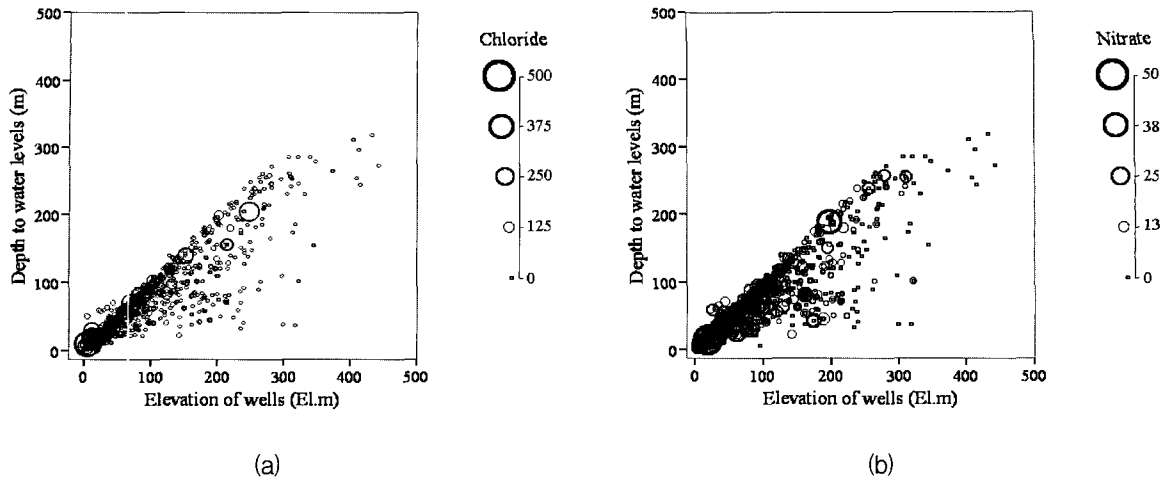 500
400
300
200
100
0
Depth to water levels (m)
0 100 200 300 400 500
Elevation of wells (El.m)
Chloride
500
375
250
125
0
(a)
500
400
300
200
100
0
Depth to water levels (m)
0 100 200 300 400 500
Elevation of wells (El.m)
Nitrate
50
38
25
13
0
(b)